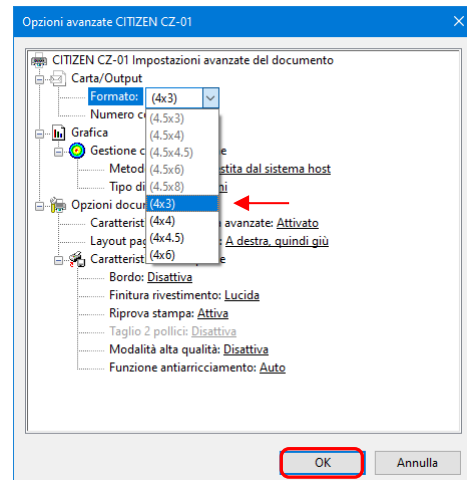 Opzioni avanzate CITIZEN CZ-01
CITIZEN CZ-01 Impostazioni avanzate del documento
Carta/Output
Formato: (4x3)
Numero c
(4.5x3)
Grafica
(4.5x4)
Gestione c (4.5x4.5) e
Metod (4.5x6) stita dal sistema host
Tipo di (4.5x8) ni
Opzioni docu (4x3)
Caratterist (4x4) avanzate: Attivato
Layout pag (4x4.5) : A destra, quindi giù
Caratterist (4x6)
Bordo: Disattiva
Finitura rivestimento: Lucida
Riprova stampa: Attiva
Taglio 2 pollici: Disattiva
Modalità alta qualità: Disattiva
Funzione antiarricciamento: Auto
OK Annulla